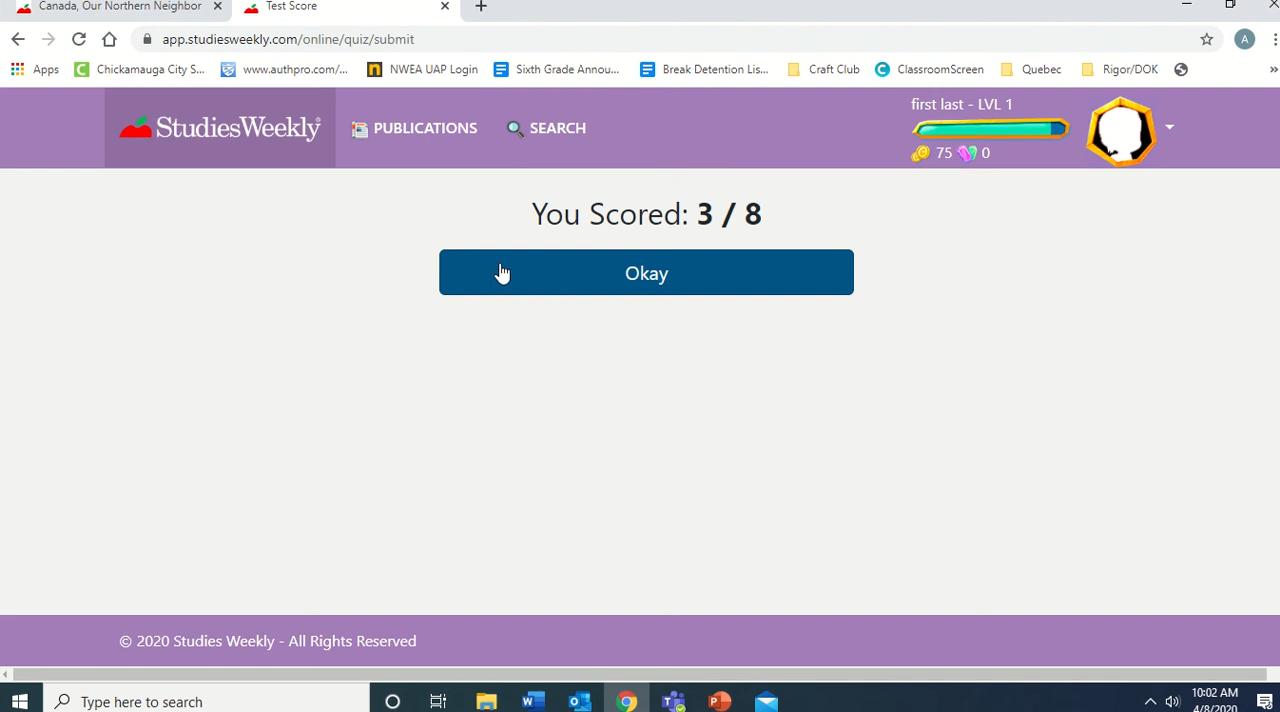 Canada, Our Northern Neighbor
Test Score
app.studiesweekly.com/online/quiz/submit
A
Apps
Chickamauga City S...
www.authpro.com/...
NWEA UAP Login
Sixth Grade Annou...
Break Detention Lis...
Craft Club
ClassroomScreen
Quebec
Rigor/DOK
»
StudiesWeekly
PUBLICATIONS
SEARCH
first last - LVL 1
75 0
You Scored: 3 / 8
Okay
© 2020 Studies Weekly - All Rights Reserved
Type here to search
10:02 AM
4/8/2020